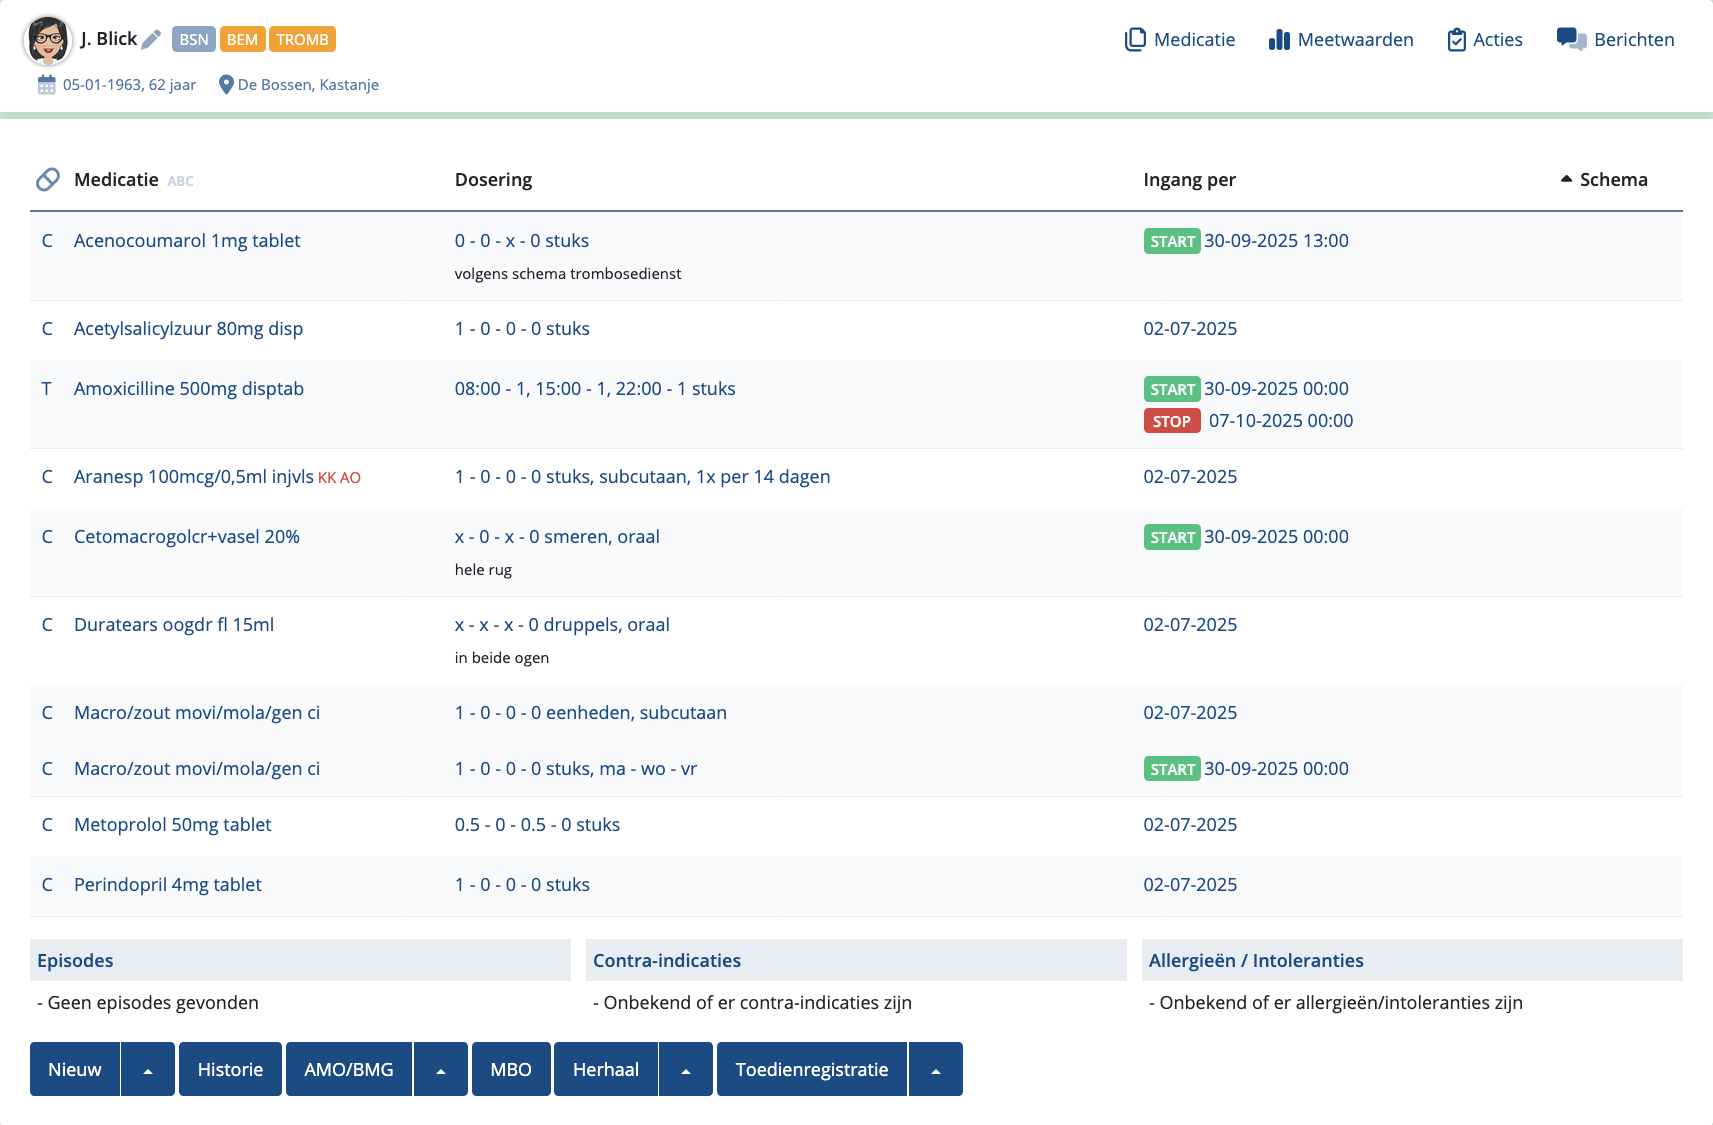 J. Blick BSN BEM TROMB Medicatie Meetwaarden Acties Berichten
05-01-1963, 62 jaar De Bossen, Kastanje
Medicatie ABC Dosering Ingang per Schema
C Acenocoumarol 1mg tablet 0 - 0 - x - 0 stuks START 30-09-2025 13:00
volgens schema trombosedienst
C Acetylsalicylzuur 80mg disp 1 - 0 - 0 - 0 stuks 02-07-2025
T Amoxicilline 500mg disptab 08:00 - 1, 15:00 - 1, 22:00 - 1 stuks START 30-09-2025 00:00
STOP 07-10-2025 00:00
C Aranesp 100mcg/0,5ml injvls KK AO 1 - 0 - 0 - 0 stuks, subcutaan, 1x per 14 dagen 02-07-2025
C Cetomacrogolcr+vasel 20% x - 0 - x - 0 smeren, oraal START 30-09-2025 00:00
hele rug
C Duratears oogdr fl 15ml x - x - x - 0 druppels, oraal 02-07-2025
in beide ogen
C Macro/zout movi/mola/gen ci 1 - 0 - 0 - 0 eenheden, subcutaan 02-07-2025
C Macro/zout movi/mola/gen ci 1 - 0 - 0 - 0 stuks, ma - wo - vr START 30-09-2025 00:00
C Metoprolol 50mg tablet 0.5 - 0 - 0.5 - 0 stuks 02-07-2025
C Perindopril 4mg tablet 1 - 0 - 0 - 0 stuks 02-07-2025
Episodes Contra-indicaties Allergieën / Intoleranties
- Geen episodes gevonden - Onbekend of er contra-indicaties zijn - Onbekend of er allergieën/intoleranties zijn
Nieuw Historie AMO/BMG MBO Herhaal Toedienregistratie